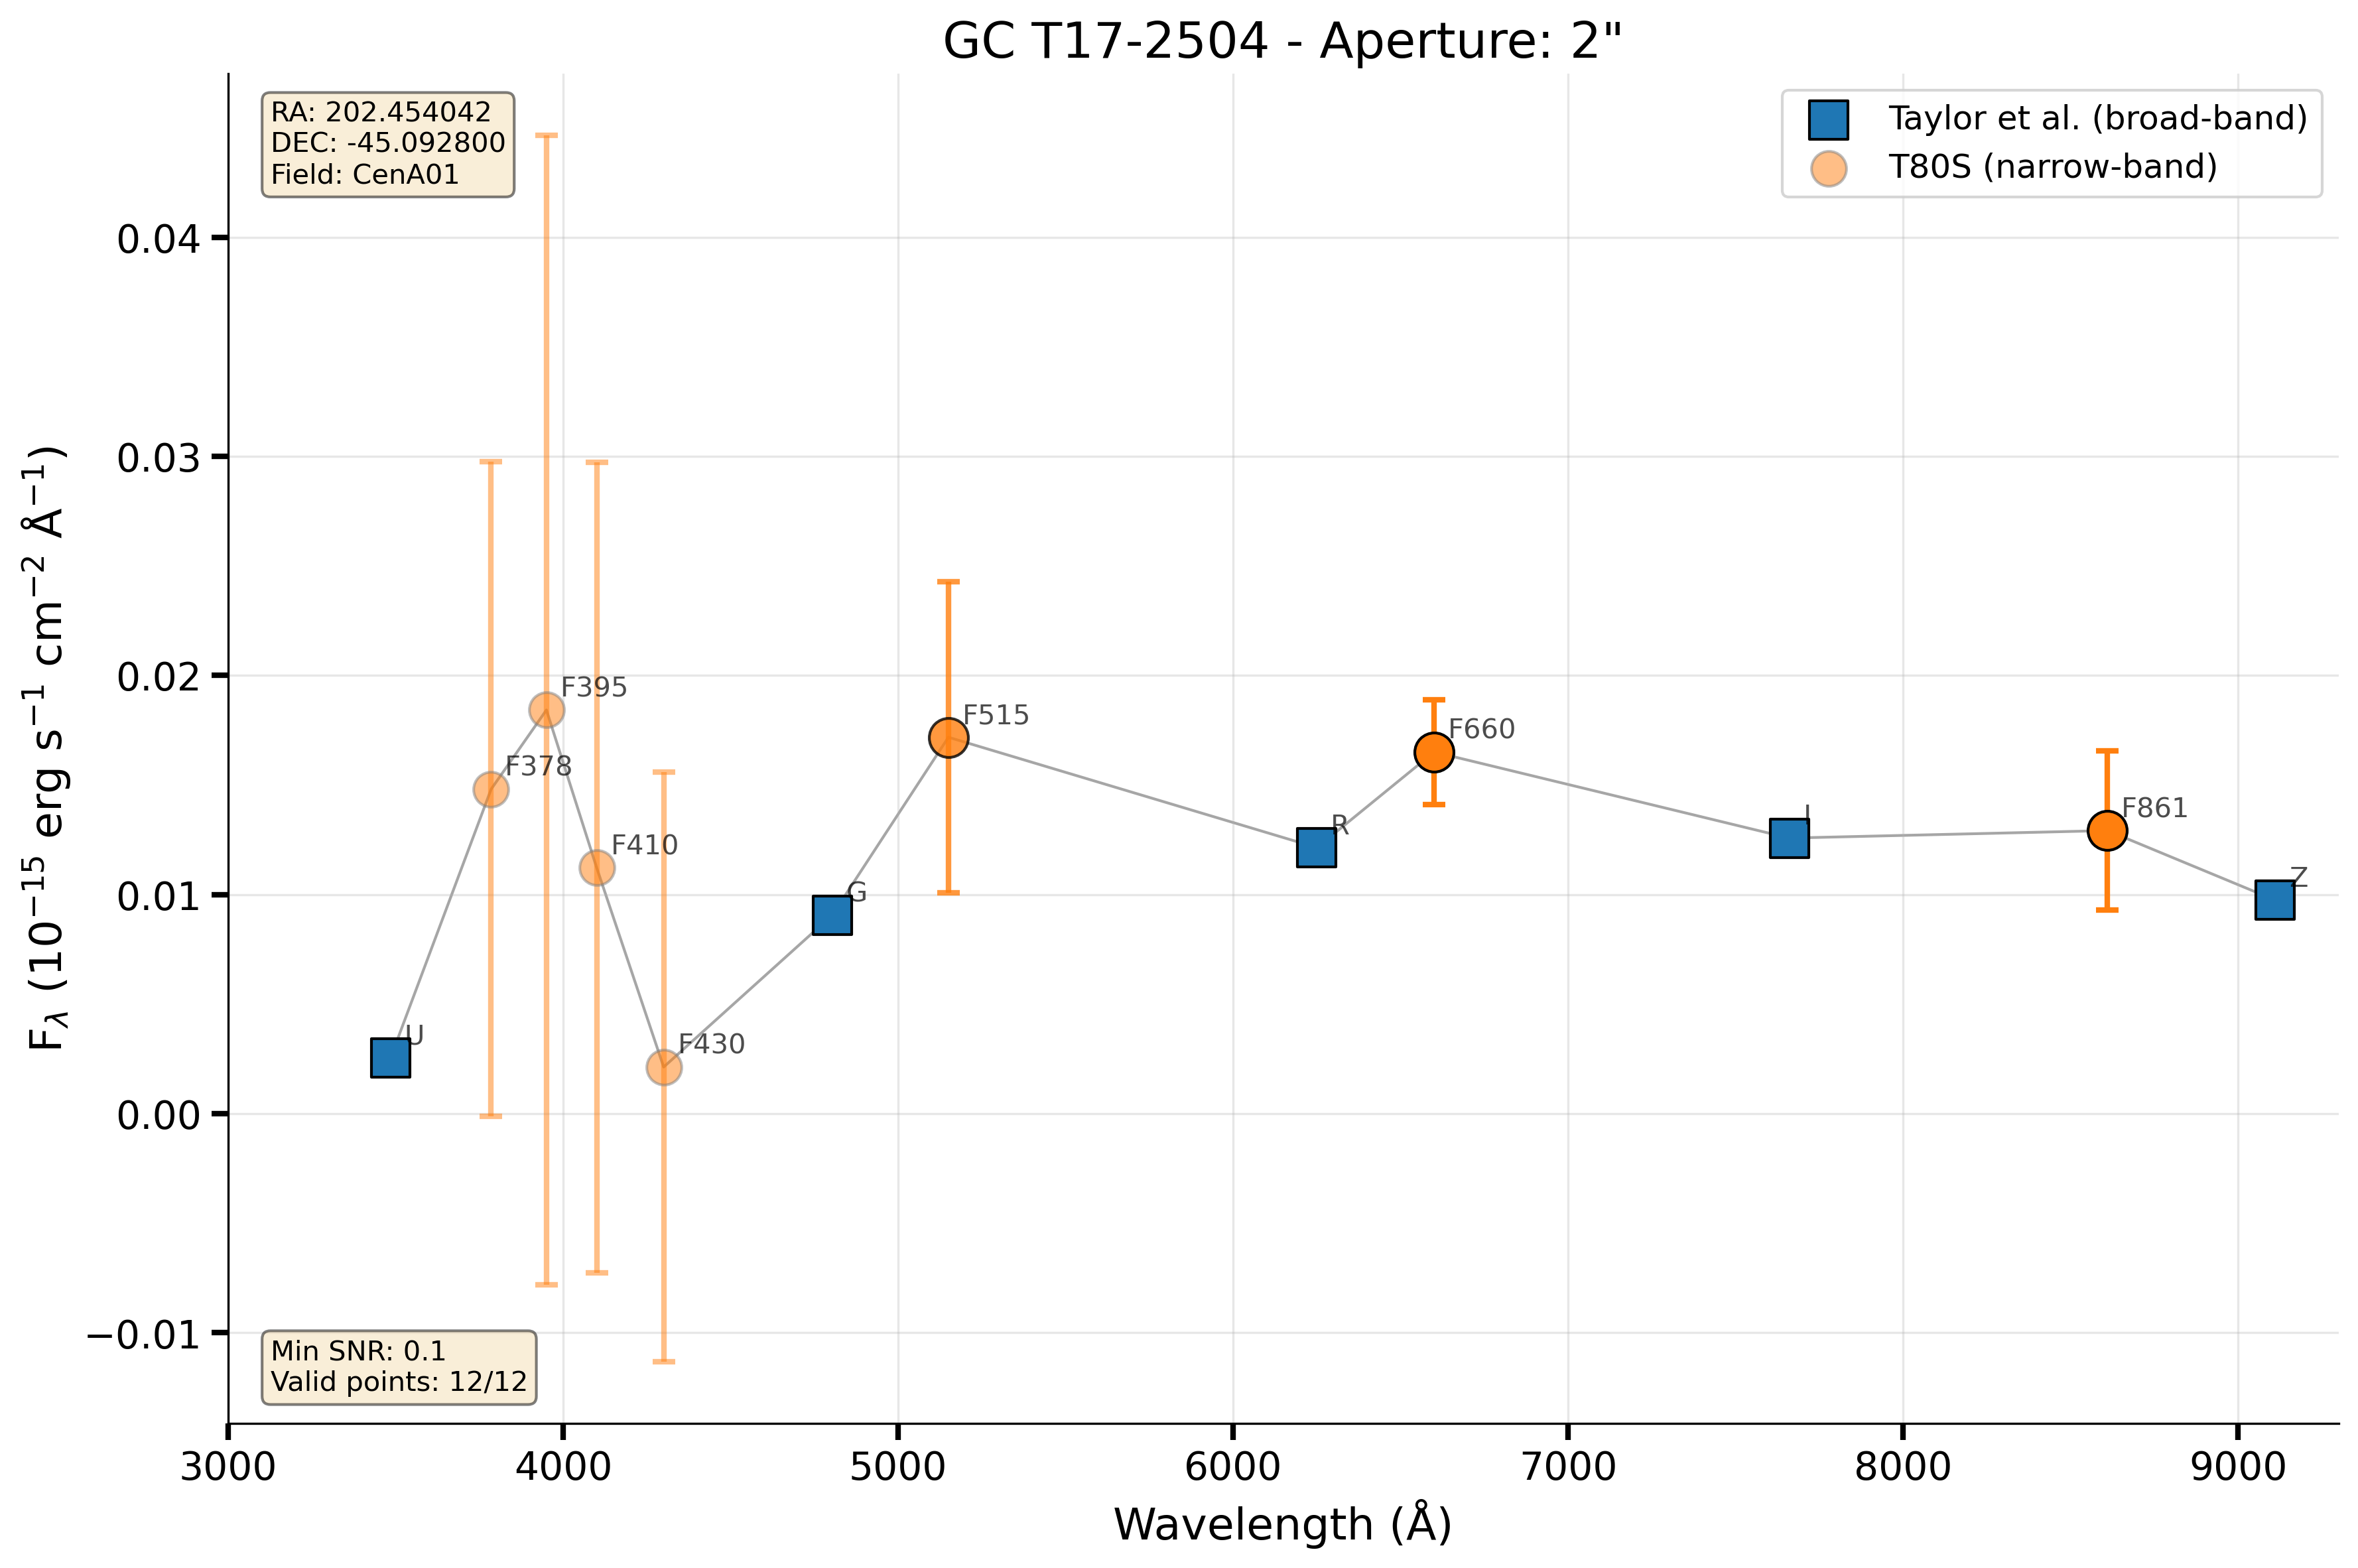 GC T17-2504 - Aperture: 2"
RA: 202.454042
DEC: -45.092800
Field: CenA01
Taylor et al. (broad-band)
T80S (narrow-band)
0.04
0.03
0.02
0.01
0.00
−0.01
F_λ (10⁻¹⁵ erg s⁻¹ cm⁻² Å⁻¹)
U
F378
F395
F410
F430
G
F515
R
F660
I
F861
Z
Min SNR: 0.1
Valid points: 12/12
3000 4000 5000 6000 7000 8000 9000
Wavelength (Å)